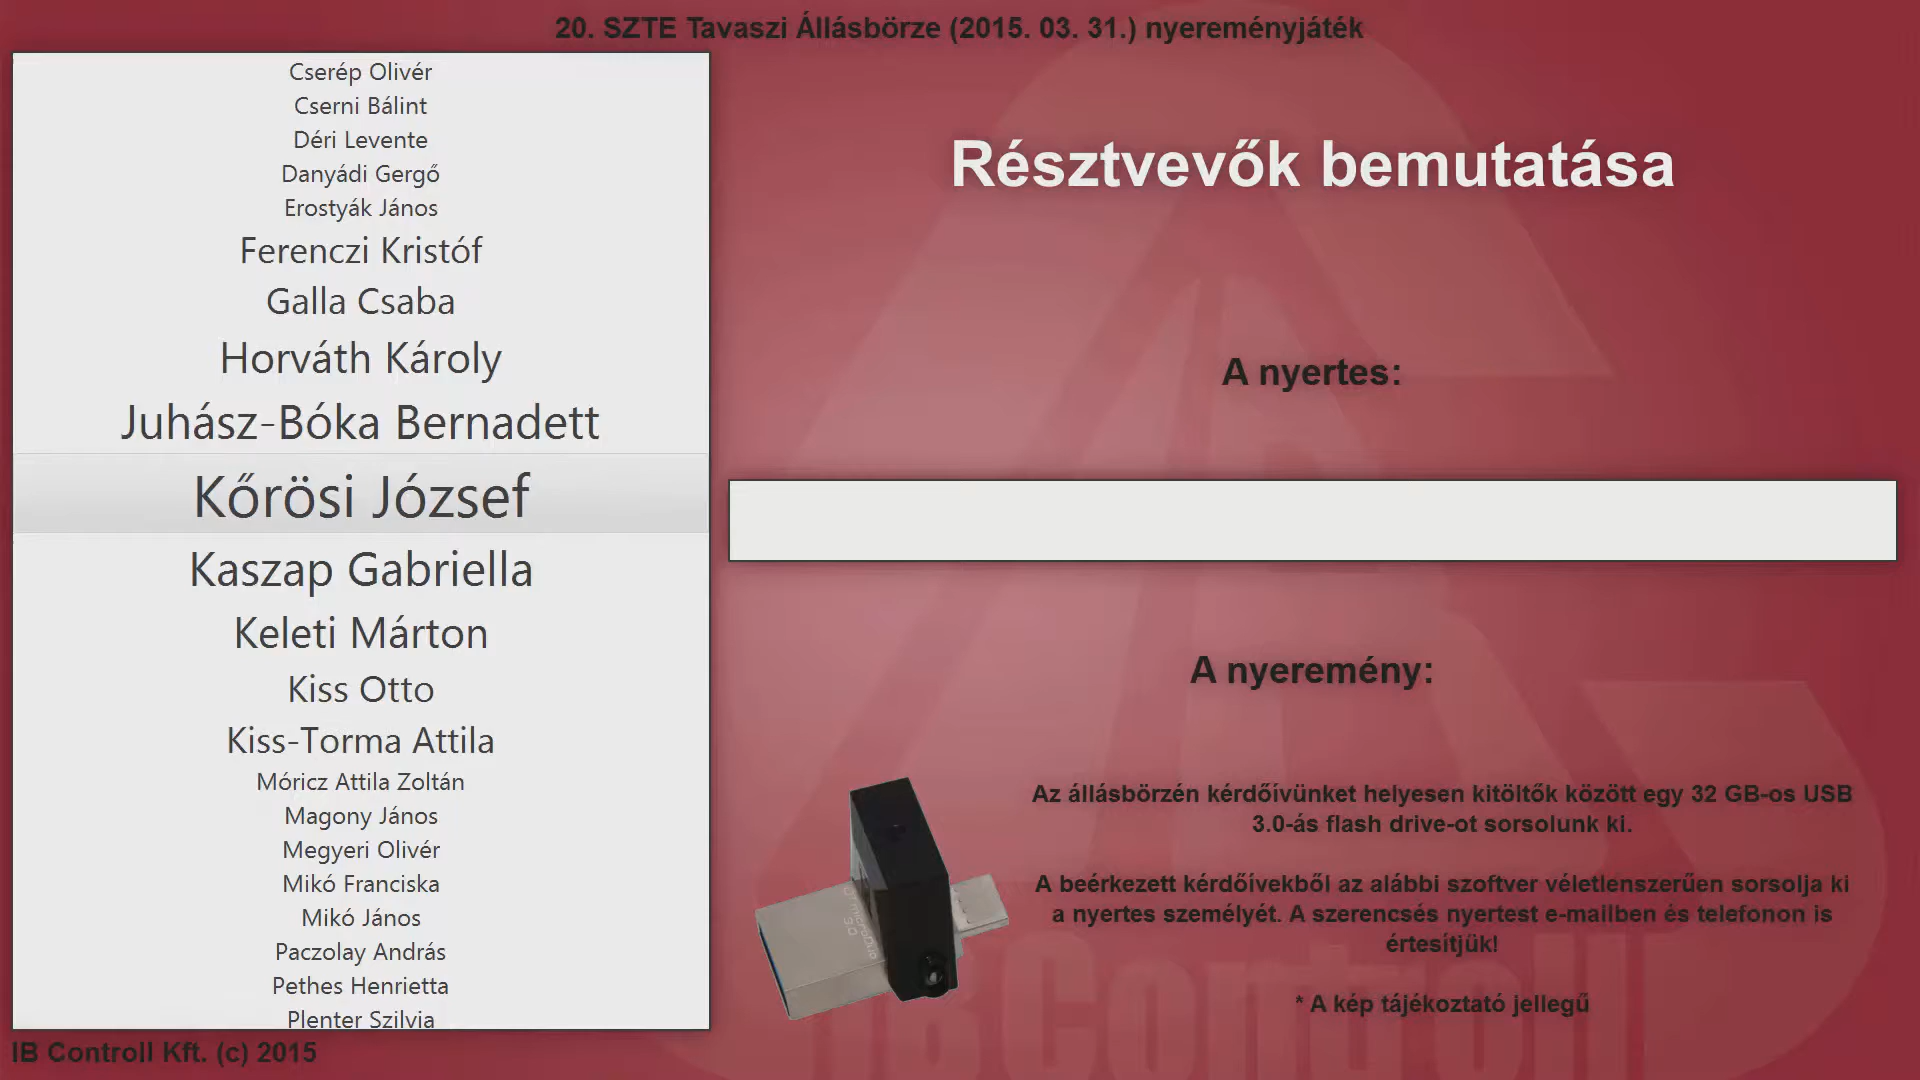 20. SZTE Tavaszi Állásbörze (2015. 03. 31.) nyereményjáték
Cserép Olivér
Cserni Bálint
Déri Levente
Danyádi Gergő
Erostyák János
Ferenczi Kristóf
Galla Csaba
Horváth Károly
Juhász-Bóka Bernadett
Kőrösi József
Kaszap Gabriella
Keleti Márton
Kiss Otto
Kiss-Torma Attila
Móricz Attila Zoltán
Magony János
Megyeri Olivér
Mikó Franciska
Mikó János
Paczolay András
Pethes Henrietta
Plenter Szilvia
IB Controll Kft. (c) 2015
Résztvevők bemutatása
A nyertes:
A nyeremény:
Az állásbörzén kérdőívünket helyesen kitöltők között egy 32 GB-os USB
3.0-ás flash drive-ot sorsolunk ki.
A beérkezett kérdőívekből az alábbi szoftver véletlenszerűen sorsolja ki
a nyertes személyét. A szerencsés nyertest e-mailben és telefonon is
értesítjük!
* A kép tájékoztató jellegű
IBControll